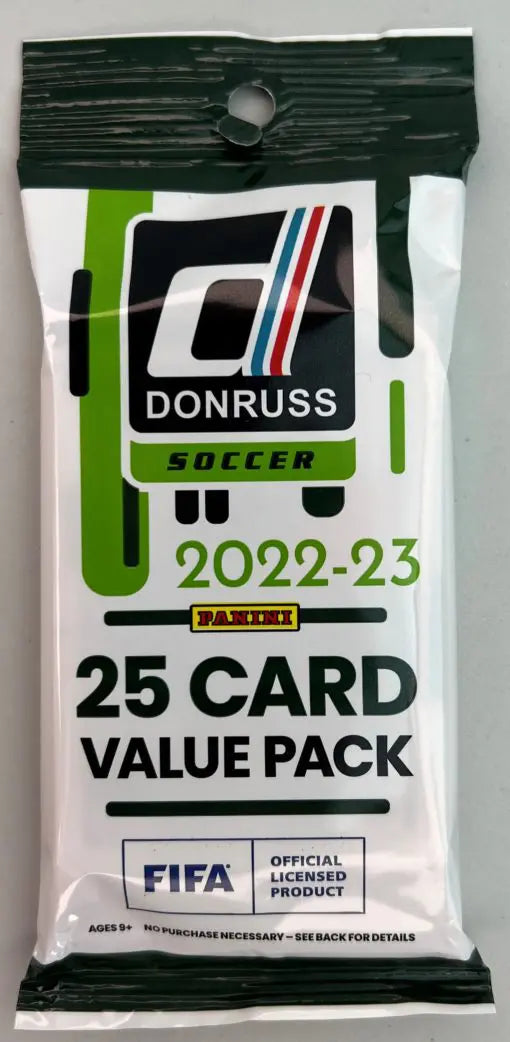 d
DONRUSS
SOCCER
2022-23
PANINI
25 CARD
VALUE PACK
FIFA
OFFICIAL
LICENSED
PRODUCT
AGES 9+ NO PURCHASE NECESSARY – SEE BACK FOR DETAILS